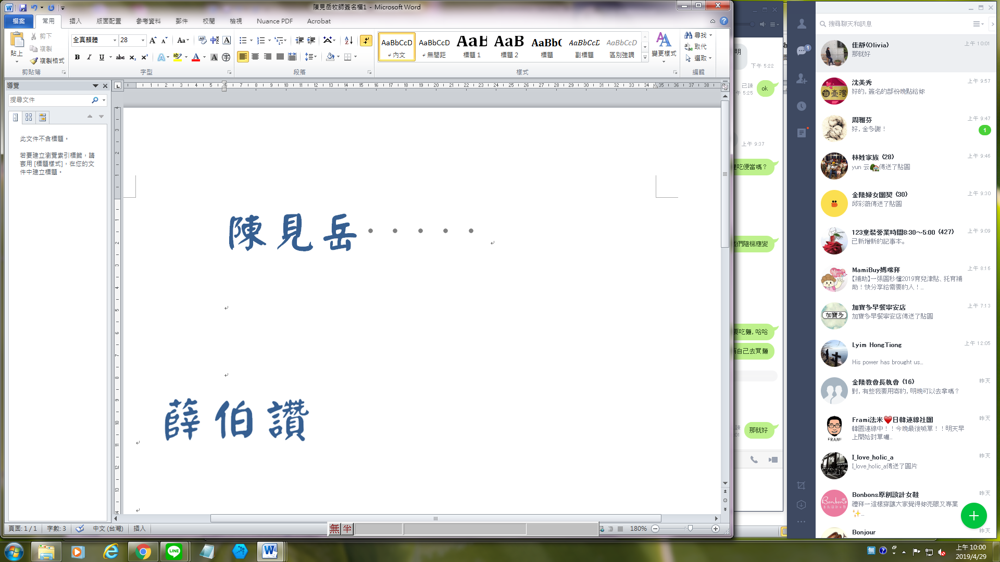 陳見岳牧師簽名檔1 - Microsoft Word
檔案 常用 插入 版面配置 參考資料 郵件 校閱 檢視 Nuance PDF Acrobat
貼上 剪下 複製 複製格式 剪貼簿
全真顏體 28 字型
段落
AaBbCcD 內文
AaBbCcD 無間距
AaB 標題 1
AaB 標題 2
AaBb( 標題
AaBbCcD 副標題
AaBbCcD 區別強調
變更樣式 樣式
尋找 取代 選取 編輯
導覽
搜尋文件
此文件不含標題。
若要建立瀏覽索引標籤，請
套用 [標題樣式]，在您的文
件中建立標題。
陳見岳
薛伯讚
頁面: 1 / 1 字數: 3 中文 (台灣) 插入
無 半
180%
明
下午 5:22
已讀
下午 5:25
ok
上午 9:37
吃便當嗎？
我們隨機應變
要吃麵, 哈哈
自己去買麵
那就好
搜尋聊天和訊息
佳靜(Olivia) 上午 10:01
那就好
沈美秀 上午 9:57
好的, 簽名的部份晚點給妳
周雅芬 上午 9:47
好, 金多謝！ 1
林姓家族 (28) 上午 9:46
yun 云傳送了貼圖
金陵婦女團契 (30) 上午 9:30
邱彩薇傳送了貼圖
123童裝營業時間8:30～5:00 (427) 上午 9:09
已新增新的記事本。
MamiBuy媽咪拜 上午 8:16
【補助】一張圖秒懂2019育兒津貼、托育補
助！快分享給需要的人！...
加寶多早餐寧安店 上午 7:13
加寶多早餐寧安店傳送了貼圖
Lyim HongTiong 上午 12:05
His power has brought us...
金陵教會長執會 (16) 昨天
對, 有些我要用寄的, 明晚可以去拿嗎？
Frami法米❤️日韓連線社團 昨天
韓國連線中！！今晚最後喊單！！明天早
上開始封單囉...
FRAMI
I_love_holic_a 昨天
I_love_holic_a傳送了圖片
Bonbons原創設計女鞋 昨天
禮拜一這樣穿讓大家覺得妳亮眼又專業
✨...
Bonjour 昨天
上午 10:00
2019/4/29